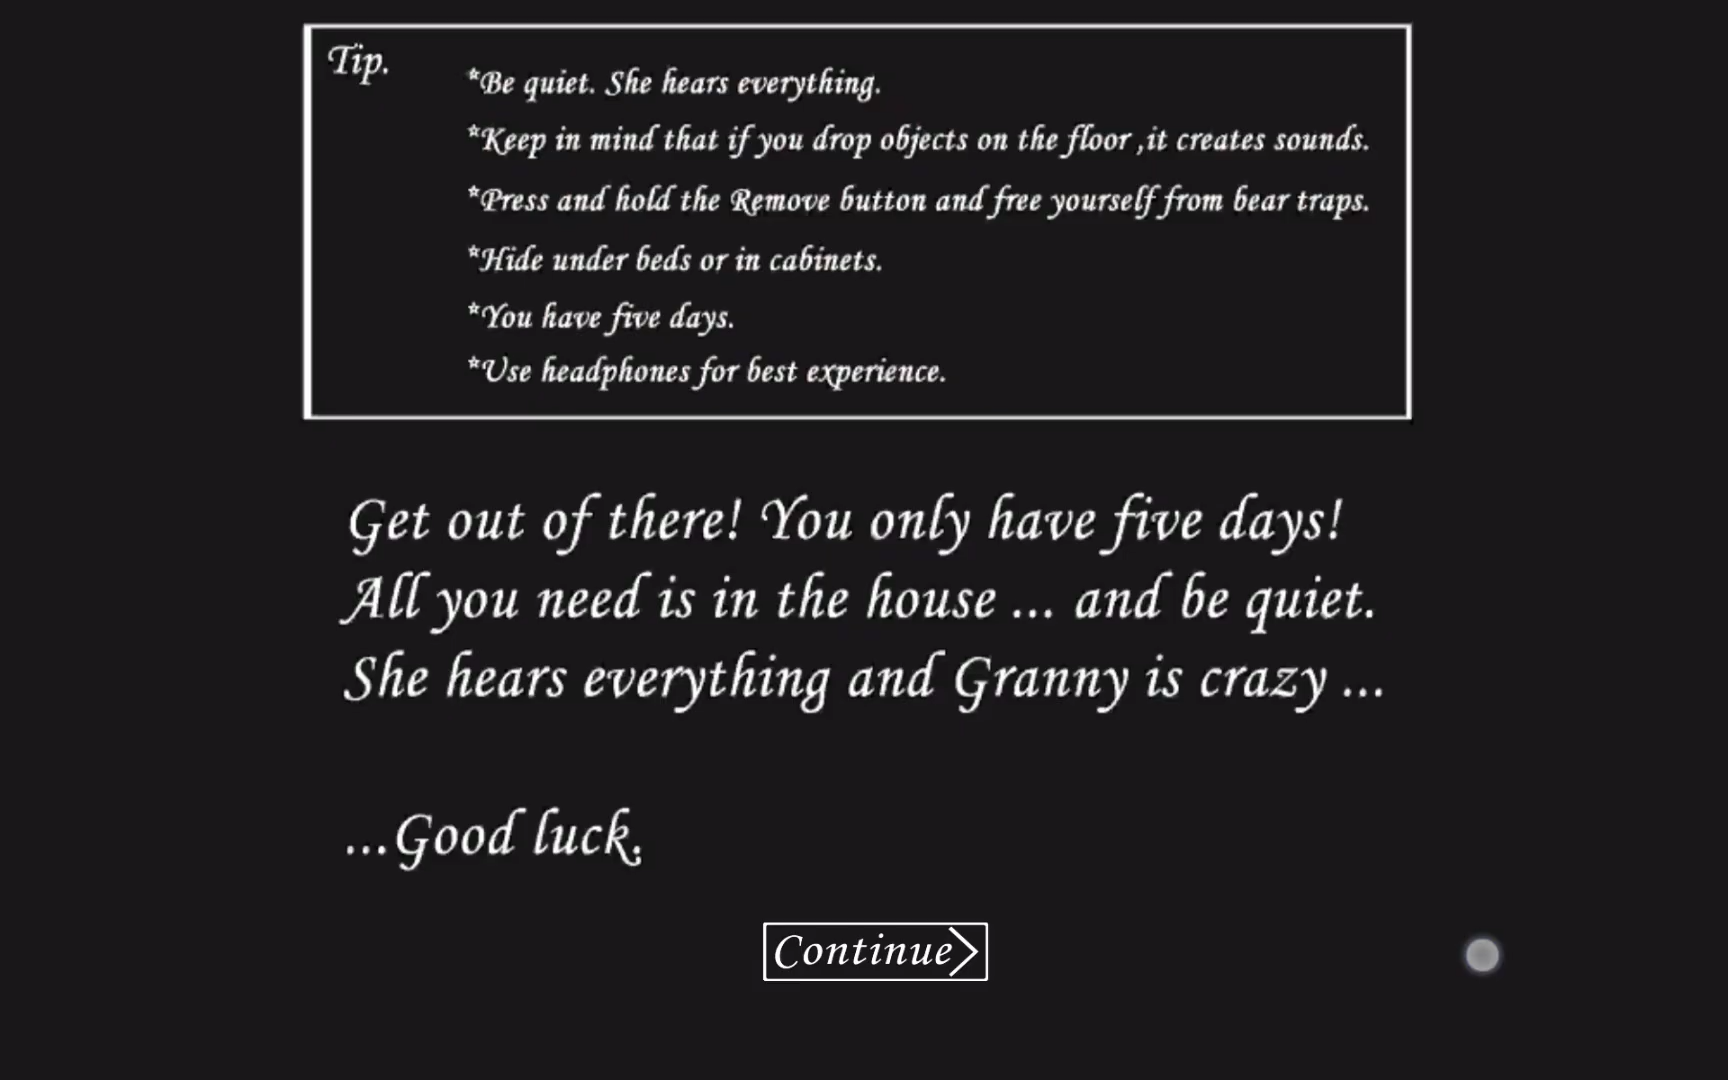 Tip.
*Be quiet. She hears everything.
*Keep in mind that if you drop objects on the floor ,it creates sounds.
*Press and hold the Remove button and free yourself from bear traps.
*Hide under beds or in cabinets.
*You have five days.
*Use headphones for best experience.
Get out of there! You only have five days!
All you need is in the house ... and be quiet.
She hears everything and Granny is crazy ...
...Good luck.
Continue>